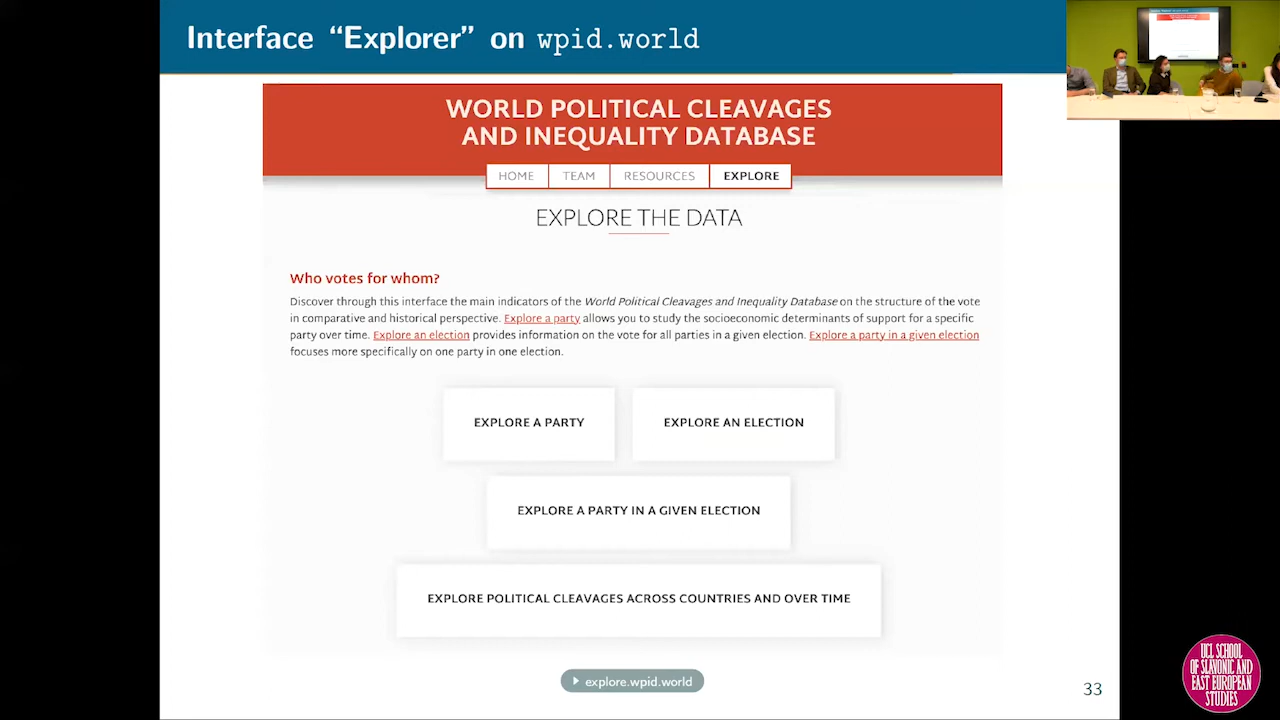 Interface “Explorer” on wpid.world
WORLD POLITICAL CLEAVAGES
AND INEQUALITY DATABASE
HOME TEAM RESOURCES EXPLORE
EXPLORE THE DATA
Who votes for whom?
Discover through this interface the main indicators of the World Political Cleavages and Inequality Database on the structure of the vote
in comparative and historical perspective. Explore a party allows you to study the socioeconomic determinants of support for a specific
party over time. Explore an election provides information on the vote for all parties in a given election. Explore a party in a given election
focuses more specifically on one party in one election.
EXPLORE A PARTY
EXPLORE AN ELECTION
EXPLORE A PARTY IN A GIVEN ELECTION
EXPLORE POLITICAL CLEAVAGES ACROSS COUNTRIES AND OVER TIME
explore.wpid.world
33
UCL SCHOOL
OF SLAVONIC AND
EAST EUROPEAN
STUDIES